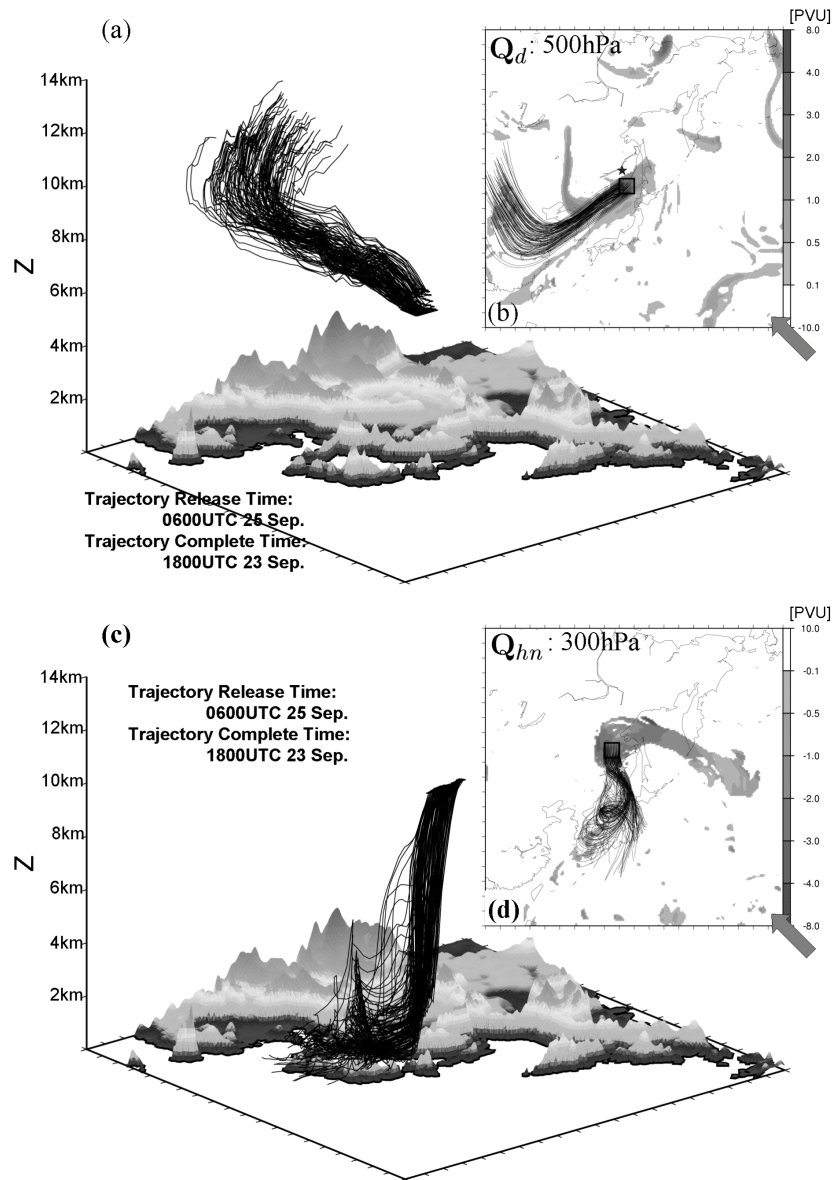 (a)
14km
12km
10km
8km
6km
4km
2km
Z
Trajectory Release Time:
0600UTC 25 Sep.
Trajectory Complete Time:
1800UTC 23 Sep.
Q_d : 500hPa
(b)
[PVU]
8.0
4.0
3.0
2.0
1.0
0.5
0.1
-10.0
(c)
14km
12km
10km
8km
6km
4km
2km
Z
Trajectory Release Time:
0600UTC 25 Sep.
Trajectory Complete Time:
1800UTC 23 Sep.
Q_hn : 300hPa
(d)
[PVU]
10.0
-0.1
-0.5
-1.0
-2.0
-3.0
-4.0
-8.0